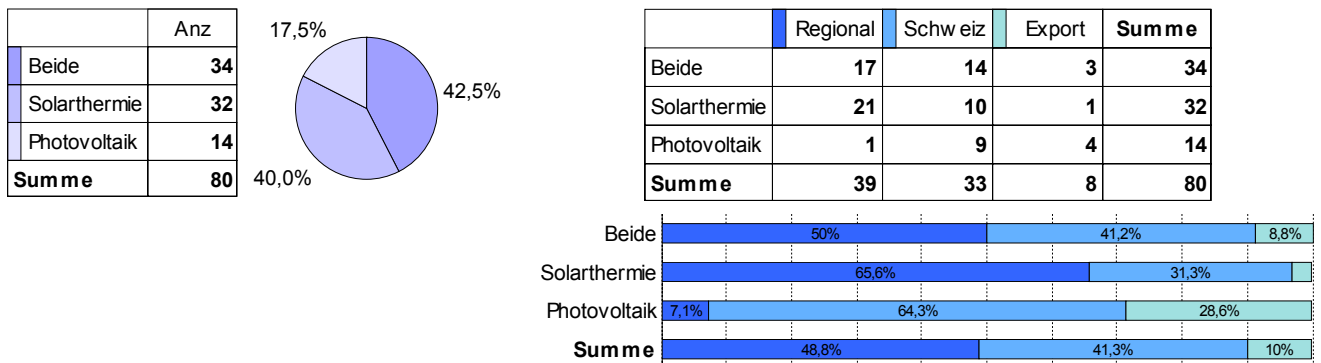 Anz
Beide 34
Solarthermie 32
Photovoltaik 14
Summe 80
17,5%
42,5%
40,0%
Regional Schweiz Export Summe
Beide 17 14 3 34
Solarthermie 21 10 1 32
Photovoltaik 1 9 4 14
Summe 39 33 8 80
Beide 50% 41,2% 8,8%
Solarthermie 65,6% 31,3%
Photovoltaik 7,1% 64,3% 28,6%
Summe 48,8% 41,3% 10%